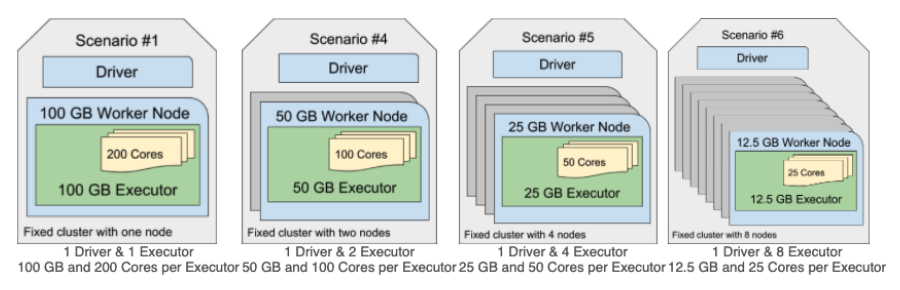 Scenario #1
Driver
100 GB Worker Node
200 Cores
100 GB Executor
Fixed cluster with one node
1 Driver & 1 Executor
100 GB and 200 Cores per Executor
Scenario #4
Driver
50 GB Worker Node
100 Cores
50 GB Executor
Fixed cluster with two nodes
1 Driver & 2 Executor
50 GB and 100 Cores per Executor
Scenario #5
Driver
25 GB Worker Node
50 Cores
25 GB Executor
Fixed cluster with 4 nodes
1 Driver & 4 Executor
25 GB and 50 Cores per Executor
Scenario #6
Driver
12.5 GB Worker Node
25 Cores
12.5 GB Executor
Fixed cluster with 8 nodes
1 Driver & 8 Executor
12.5 GB and 25 Cores per Executor